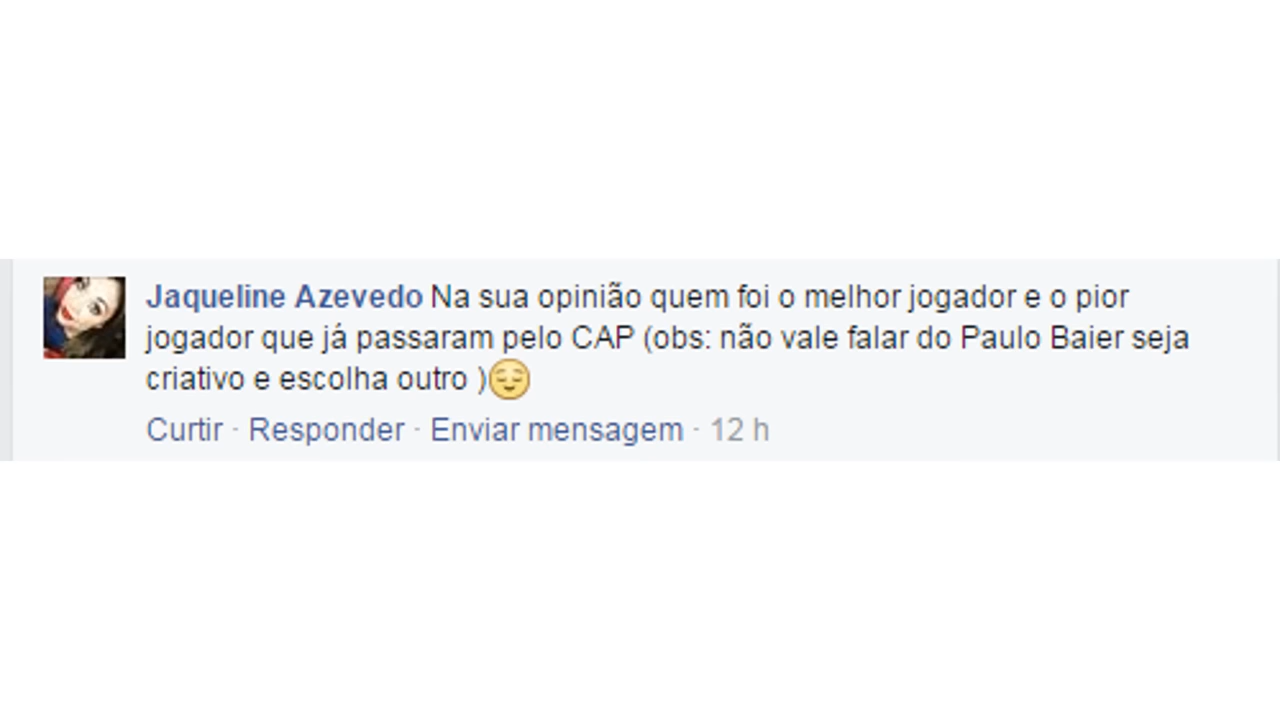 Jaqueline Azevedo Na sua opinião quem foi o melhor jogador e o pior
jogador que já passaram pelo CAP (obs: não vale falar do Paulo Baier seja
criativo e escolha outro )😌
Curtir · Responder · Enviar mensagem · 12 h